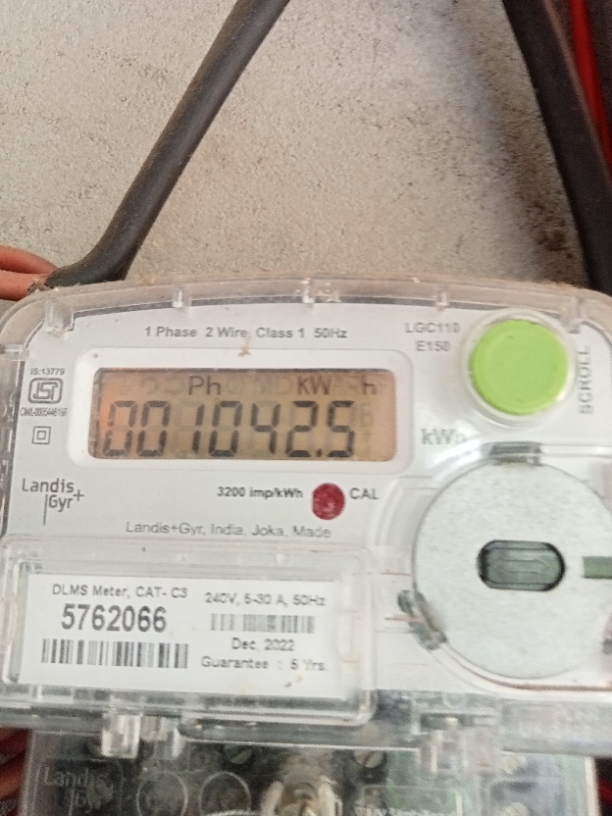 1 Phase 2 Wire Class 1 50Hz
LGC110
E150
SCROLL
IS:13779
Ph KW h
001042.5
kWh
Landis
Gyr+
3200 imp/kWh CAL
Landis+Gyr, India, Joka, Made
DLMS Meter, CAT- C3
5762066
240V, 5-30 A, 50Hz
Dec, 2022
Guarantee : 5 Yrs.
Landis
Gyr